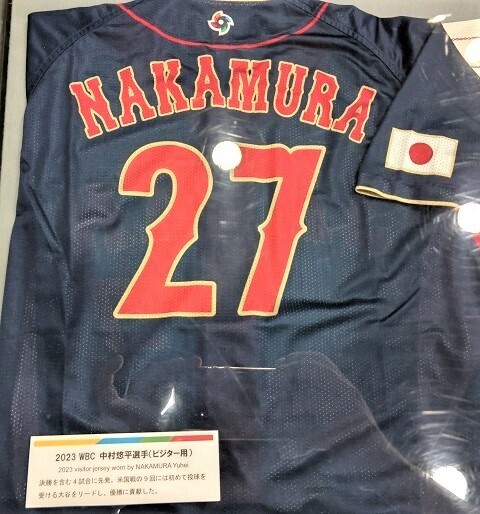 NAKAMURA
27
2023 WBC 中村悠平選手(ビジター用)
2023 visitor jersey worn by NAKAMURA Yuhei
決勝を含む4試合に先発。米国戦の9回には初めて投球を
受ける大谷をリードし、優勝に貢献した。